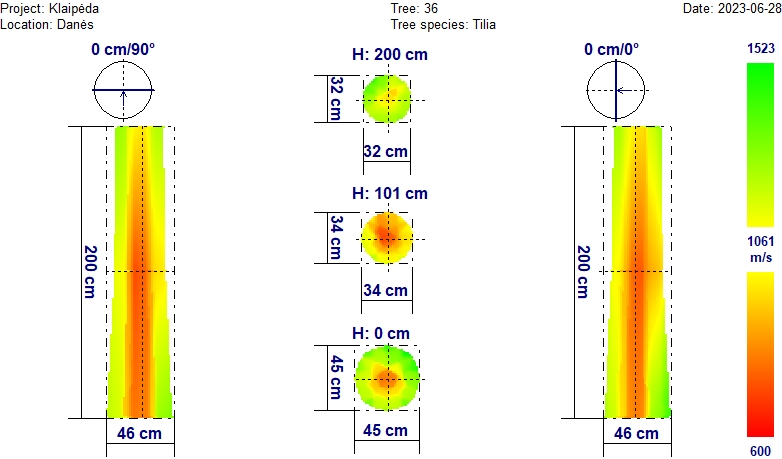 Project: Klaipėda Tree: 36 Date: 2023-06-28
Location: Danės Tree species: Tilia
0 cm/90° H: 200 cm 0 cm/0° 1523
32 cm
32 cm
H: 101 cm
34 cm
200 cm 200 cm 1061
m/s
34 cm
H: 0 cm
45 cm
46 cm 45 cm 46 cm
600